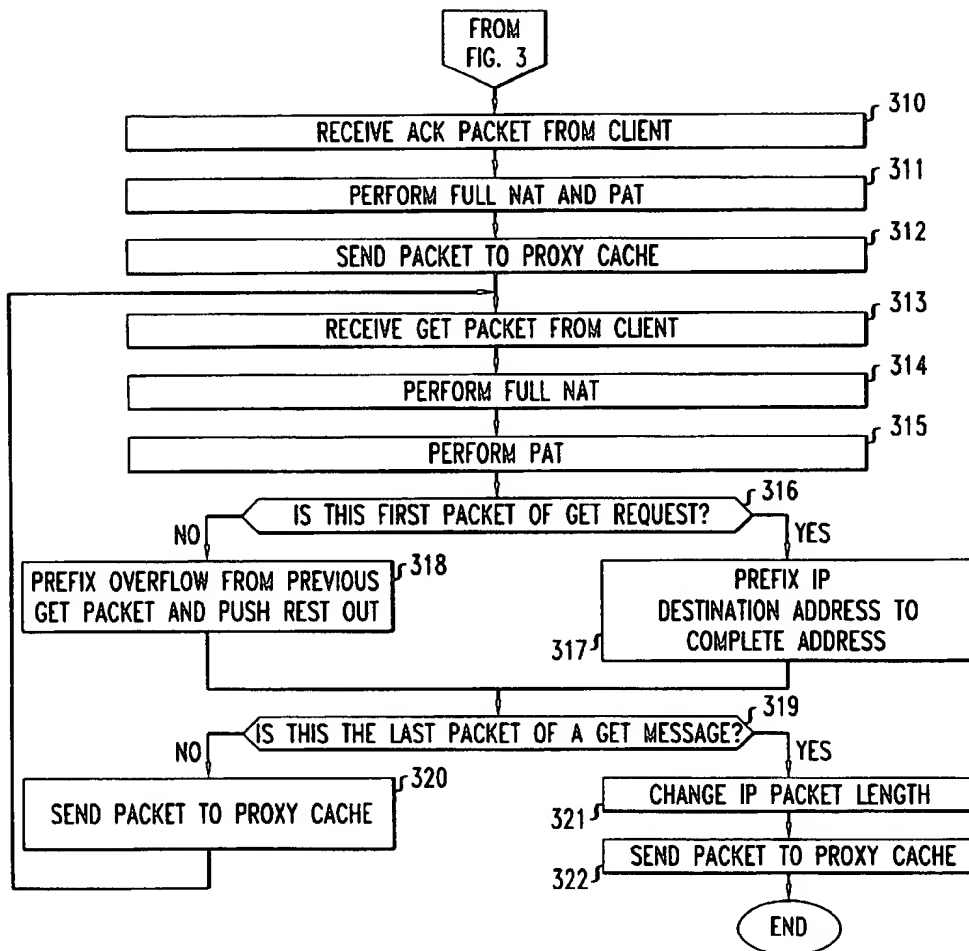 FROM
FIG. 3
310
RECEIVE ACK PACKET FROM CLIENT
311
PERFORM FULL NAT AND PAT
312
SEND PACKET TO PROXY CACHE
313
RECEIVE GET PACKET FROM CLIENT
314
PERFORM FULL NAT
315
PERFORM PAT
316
IS THIS FIRST PACKET OF GET REQUEST?
NO
YES
318
PREFIX OVERFLOW FROM PREVIOUS
GET PACKET AND PUSH REST OUT
PREFIX IP
DESTINATION ADDRESS TO
COMPLETE ADDRESS
317
319
IS THIS THE LAST PACKET OF A GET MESSAGE?
NO
YES
320
SEND PACKET TO PROXY CACHE
CHANGE IP PACKET LENGTH
321
SEND PACKET TO PROXY CACHE
322
END